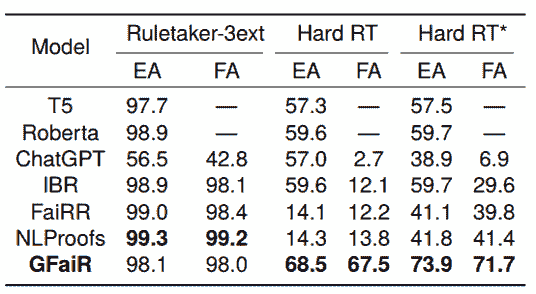 Model Ruletaker-3ext Hard RT Hard RT*
EA FA EA FA EA FA
T5 97.7 — 57.3 — 57.5 —
Roberta 98.9 — 59.6 — 59.7 —
ChatGPT 56.5 42.8 57.0 2.7 38.9 6.9
IBR 98.9 98.1 59.6 12.1 59.7 29.6
FaiRR 99.0 98.4 14.1 12.2 41.1 39.8
NLProofs 99.3 99.2 14.3 13.8 41.8 41.4
GFaiR 98.1 98.0 68.5 67.5 73.9 71.7